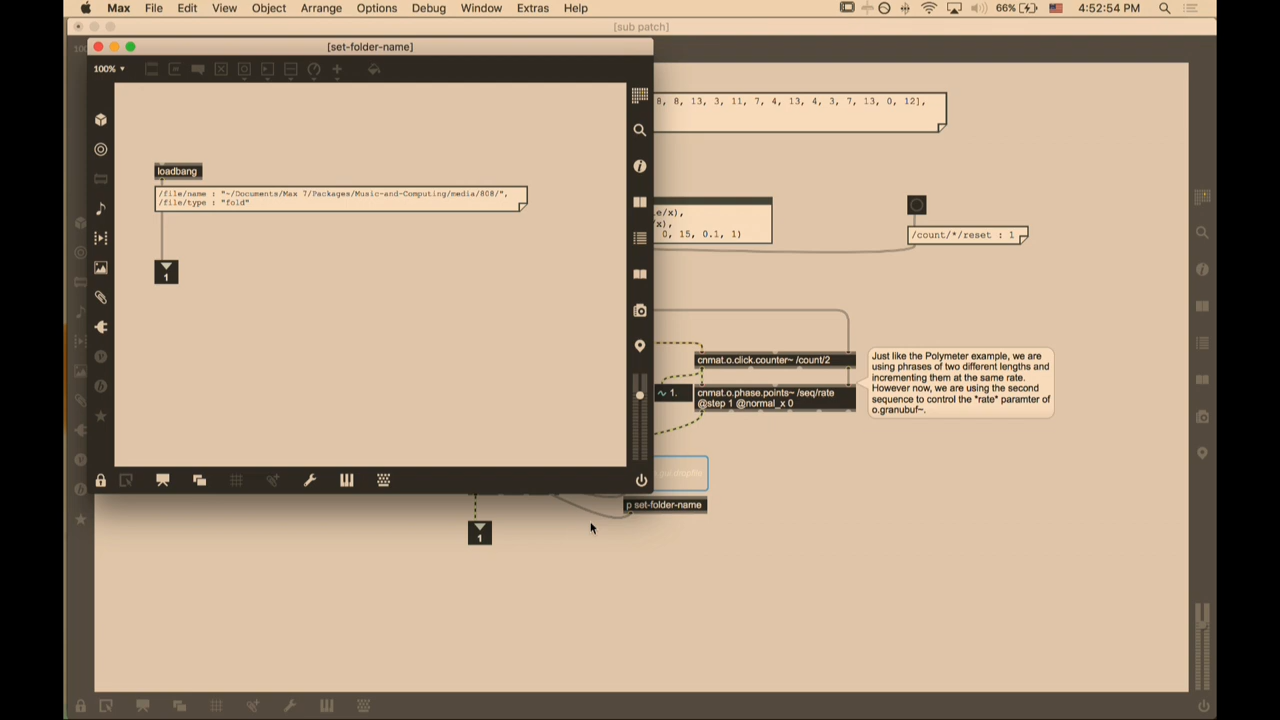 Max File Edit View Object Arrange Options Debug Window Extras Help 66% 4:52:54 PM
[sub patch]
[set-folder-name]
100%
8, 8, 13, 3, 11, 7, 4, 13, 4, 3, 7, 13, 0, 12],
loadbang
/file/name : "~/Documents/Max 7/Packages/Music-and-Computing/media/808/",
/file/type : "fold"
1
e/x),
/x),
0, 15, 0.1, 1)
/count/*/reset : 1
cnmat.o.click.counter~ /count/2
~ 1.
cnmat.o.phase.points~ /seq/rate
@step 1 @normal_x 0
Just like the Polymeter example, we are
using phrases of two different lengths and
incrementing them at the same rate.
However now, we are using the second
sequence to control the *rate* paramter of
o.granubuf~.
p set-folder-name
1